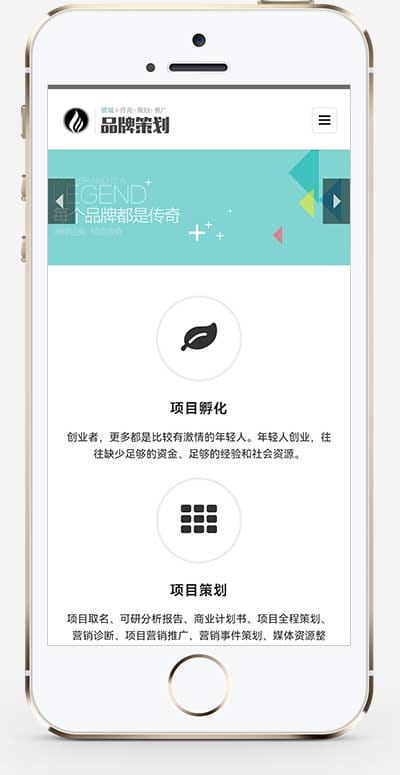 领域>咨询·策划·推广
品牌策划
LEGEND
每个品牌都是传奇
项目孵化
创业者，更多都是比较有激情的年轻人。年轻人创业，往
往缺少足够的资金、足够的经验和社会资源。
项目策划
项目取名、可研分析报告、商业计划书、项目全程策划、
营销诊断、项目营销推广、营销事件策划、媒体资源整